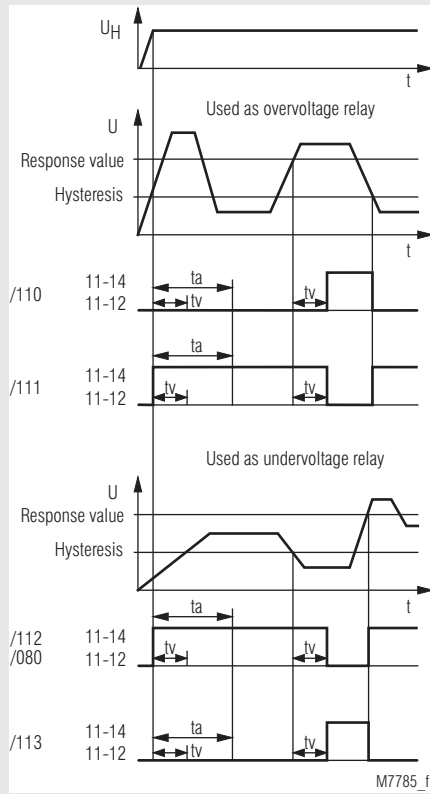 UH
t
Used as overvoltage relay
U
Response value
Hysteresis
t
/110 11-14 ta
11-12 tv tv
ta
/111 11-14
11-12 tv tv
Used as undervoltage relay
U
Response value
Hysteresis
t
ta
/112 11-14
/080 11-12 tv tv
ta
/113 11-14
11-12 tv tv
M7785_f